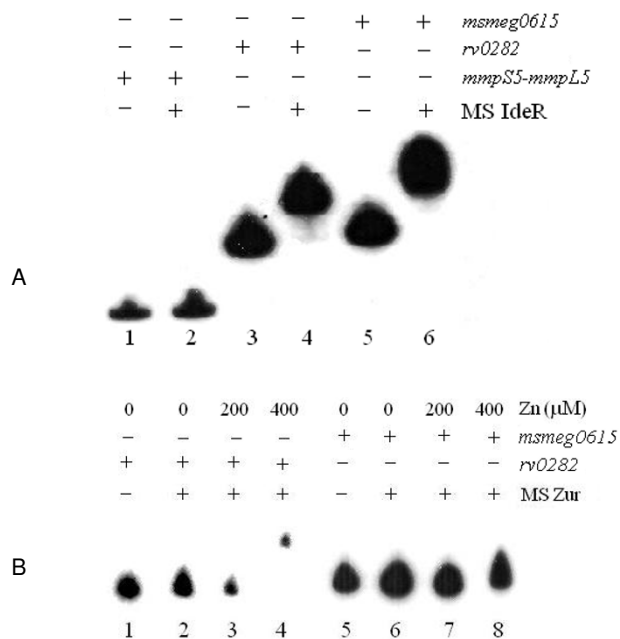 – – – – + + msmeg0615
– – + + – – rv0282
+ + – – – – mmpS5-mmpL5
– + – + – + MS IdeR
A
1 2 3 4 5 6
0 0 200 400 0 0 200 400 Zn (µM)
– – – – + + + + msmeg0615
+ + + + – – – – rv0282
– + + + – + + + MS Zur
B
1 2 3 4 5 6 7 8